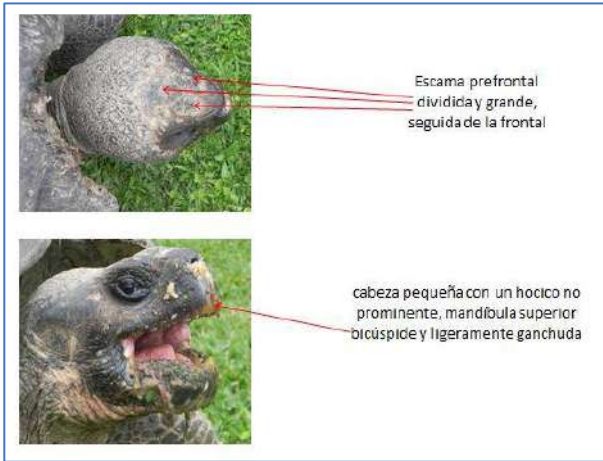 Escama prefrontal
dividida y grande,
seguida de la frontal
cabeza pequeña con un hocico no
prominente, mandíbula superior
bicúspide y ligeramente ganchuda